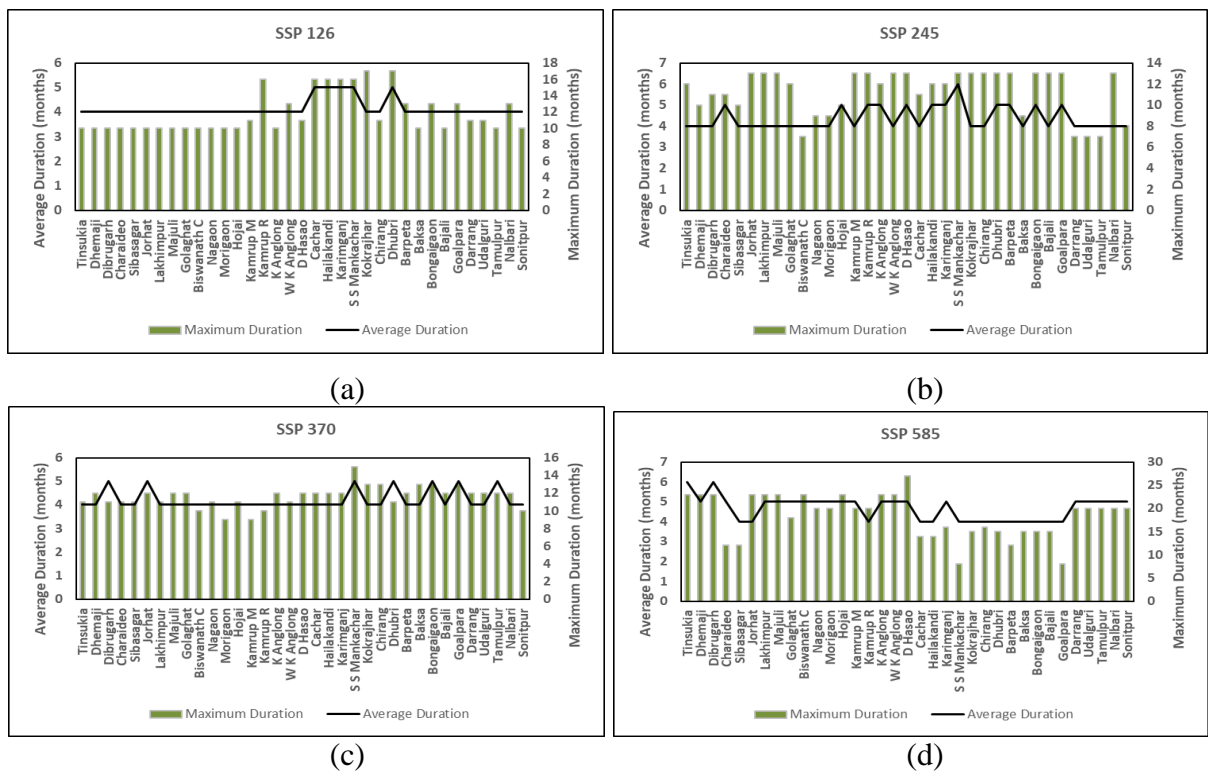 SSP 126
Average Duration (months)
6
5
4
3
2
1
0
18
16
14
12
10
8
6
4
2
0
Maximum Duration (months)
Tinsukia
Dhemaji
Dibrugarh
Charaideo
Sibasagar
Jorhat
Lakhimpur
Majuli
Golaghat
Biswanath C
Nagaon
Morigaon
Hojai
Kamrup M
Kamrup R
K Anglong
W K Anglong
D Hasao
Cachar
Hailakandi
Karimganj
S S Mankachar
Kokrajhar
Chirang
Dhubri
Barpeta
Baksa
Bongaigaon
Bajali
Goalpara
Darrang
Udalguri
Tamulpur
Nalbari
Sonitpur
Maximum Duration
Average Duration
(a)
SSP 245
Average Duration (months)
7
6
5
4
3
2
1
0
14
12
10
8
6
4
2
0
Maximum Duration (months)
Tinsukia
Dhemaji
Dibrugarh
Charaideo
Sibasagar
Jorhat
Lakhimpur
Majuli
Golaghat
Biswanath C
Nagaon
Morigaon
Hojai
Kamrup M
Kamrup R
K Anglong
W K Anglong
D Hasao
Cachar
Hailakandi
Karimganj
S S Mankachar
Kokrajhar
Chirang
Dhubri
Barpeta
Baksa
Bongaigaon
Bajali
Goalpara
Darrang
Udalguri
Tamulpur
Nalbari
Sonitpur
Maximum Duration
Average Duration
(b)
SSP 370
Average Duration (months)
6
5
4
3
2
1
0
16
14
12
10
8
6
4
2
0
Maximum Duration (months)
Tinsukia
Dhemaji
Dibrugarh
Charaideo
Sibasagar
Jorhat
Lakhimpur
Majuli
Golaghat
Biswanath C
Nagaon
Morigaon
Hojai
Kamrup M
Kamrup R
K Anglong
W K Anglong
D Hasao
Cachar
Hailakandi
Karimganj
S S Mankachar
Kokrajhar
Chirang
Dhubri
Barpeta
Baksa
Bongaigaon
Bajali
Goalpara
Darrang
Udalguri
Tamulpur
Nalbari
Sonitpur
Maximum Duration
Average Duration
(c)
SSP 585
Average Duration (months)
7
6
5
4
3
2
1
0
30
25
20
15
10
5
0
Maximum Duration (months)
Tinsukia
Dhemaji
Dibrugarh
Charaideo
Sibasagar
Jorhat
Lakhimpur
Majuli
Golaghat
Biswanath C
Nagaon
Morigaon
Hojai
Kamrup M
Kamrup R
K Anglong
W K Anglong
D Hasao
Cachar
Hailakandi
Karimganj
S S Mankachar
Kokrajhar
Chirang
Dhubri
Barpeta
Baksa
Bongaigaon
Bajali
Goalpara
Darrang
Udalguri
Tamulpur
Nalbari
Sonitpur
Maximum Duration
Average Duration
(d)